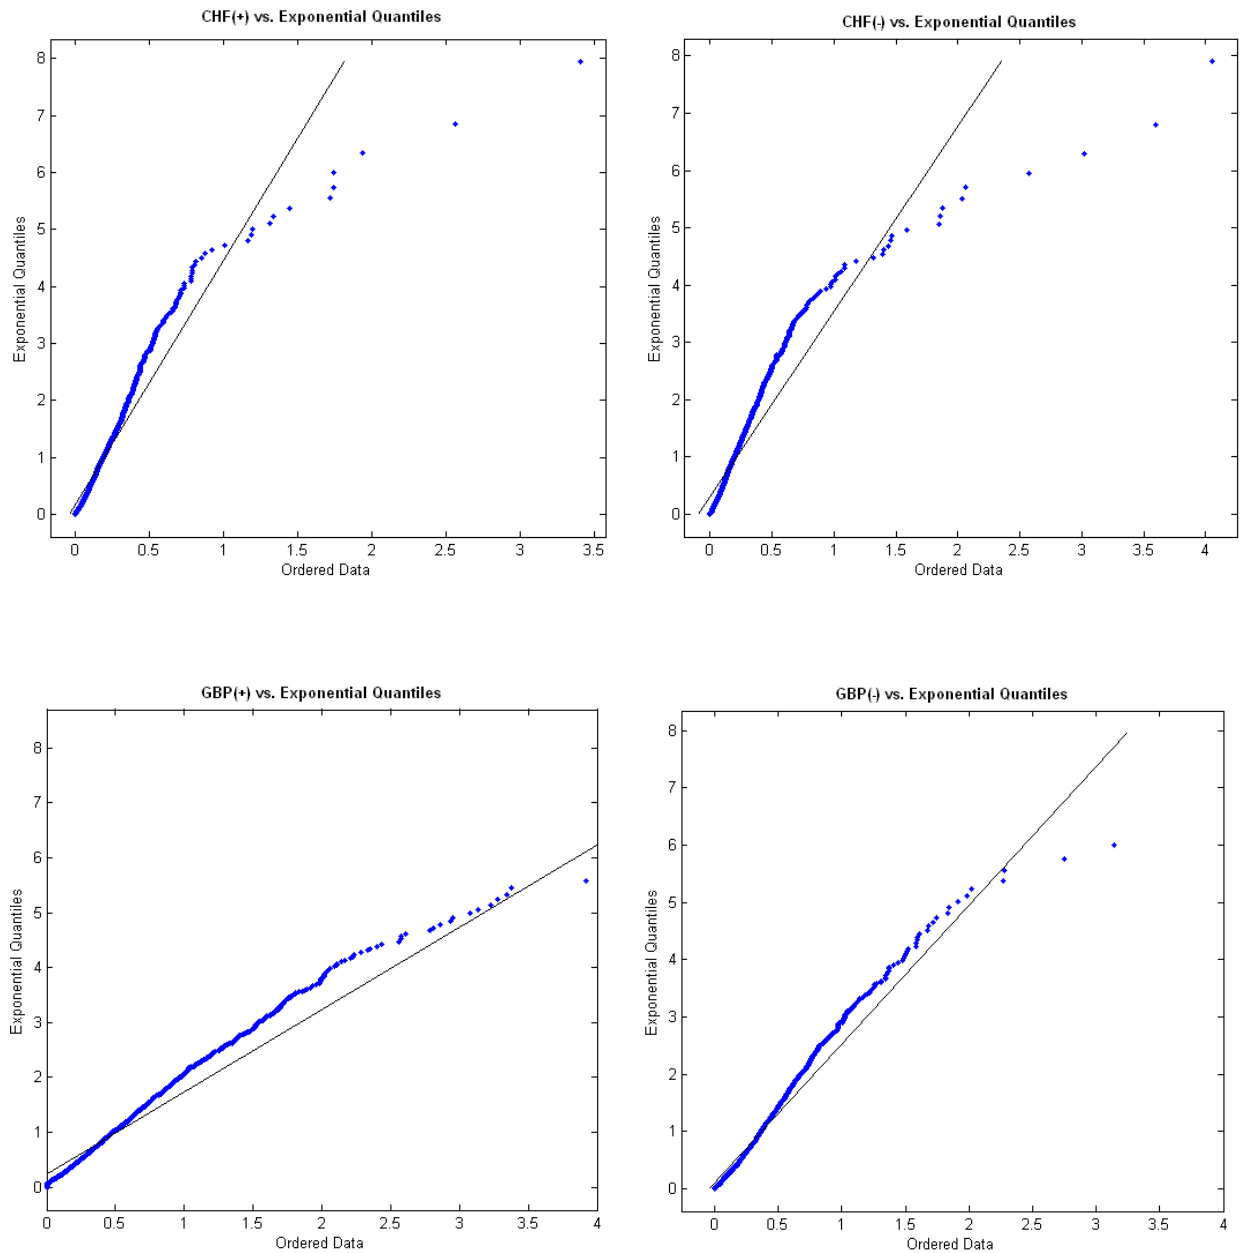 CHF(+) vs. Exponential Quantiles
8
7
6
5
4
3
2
1
0
Exponential Quantiles
0 0.5 1 1.5 2 2.5 3 3.5
Ordered Data
CHF(-) vs. Exponential Quantiles
8
7
6
5
4
3
2
1
0
Exponential Quantiles
0 0.5 1 1.5 2 2.5 3 3.5 4
Ordered Data
GBP(+) vs. Exponential Quantiles
8
7
6
5
4
3
2
1
0
Exponential Quantiles
0 0.5 1 1.5 2 2.5 3 3.5 4
Ordered Data
GBP(-) vs. Exponential Quantiles
8
7
6
5
4
3
2
1
0
Exponential Quantiles
0 0.5 1 1.5 2 2.5 3 3.5 4
Ordered Data